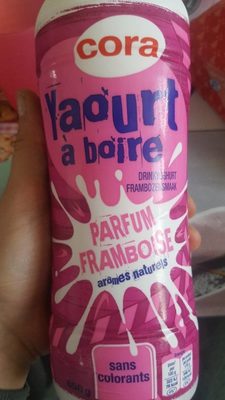 cora
Yaourt
à boire
DRINKYOGHURT
FRAMBOZENSMAAK
PARFUM
FRAMBOISE
arômes naturels
sans
colorants